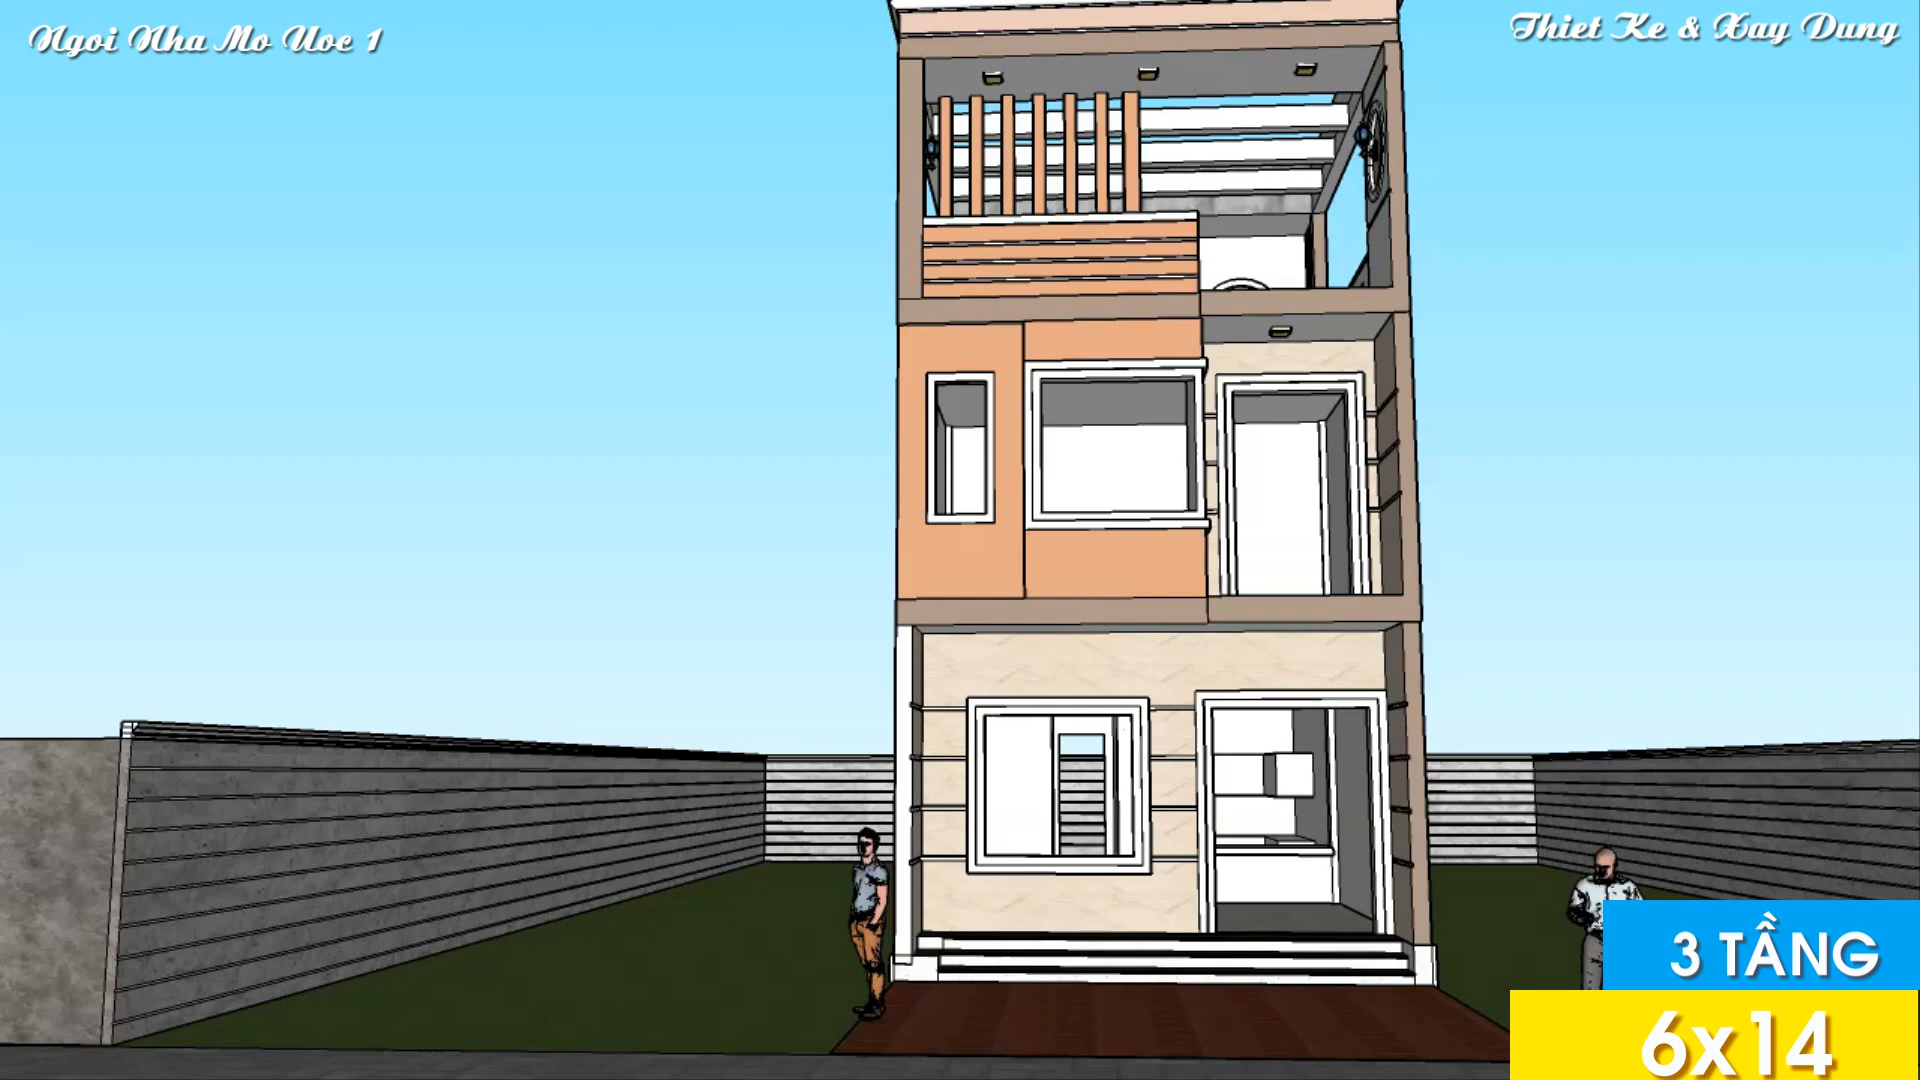 Ngoi Nha Mo Uoc 1
Thiet Ke & Xay Dung
3 TẦNG
6x14